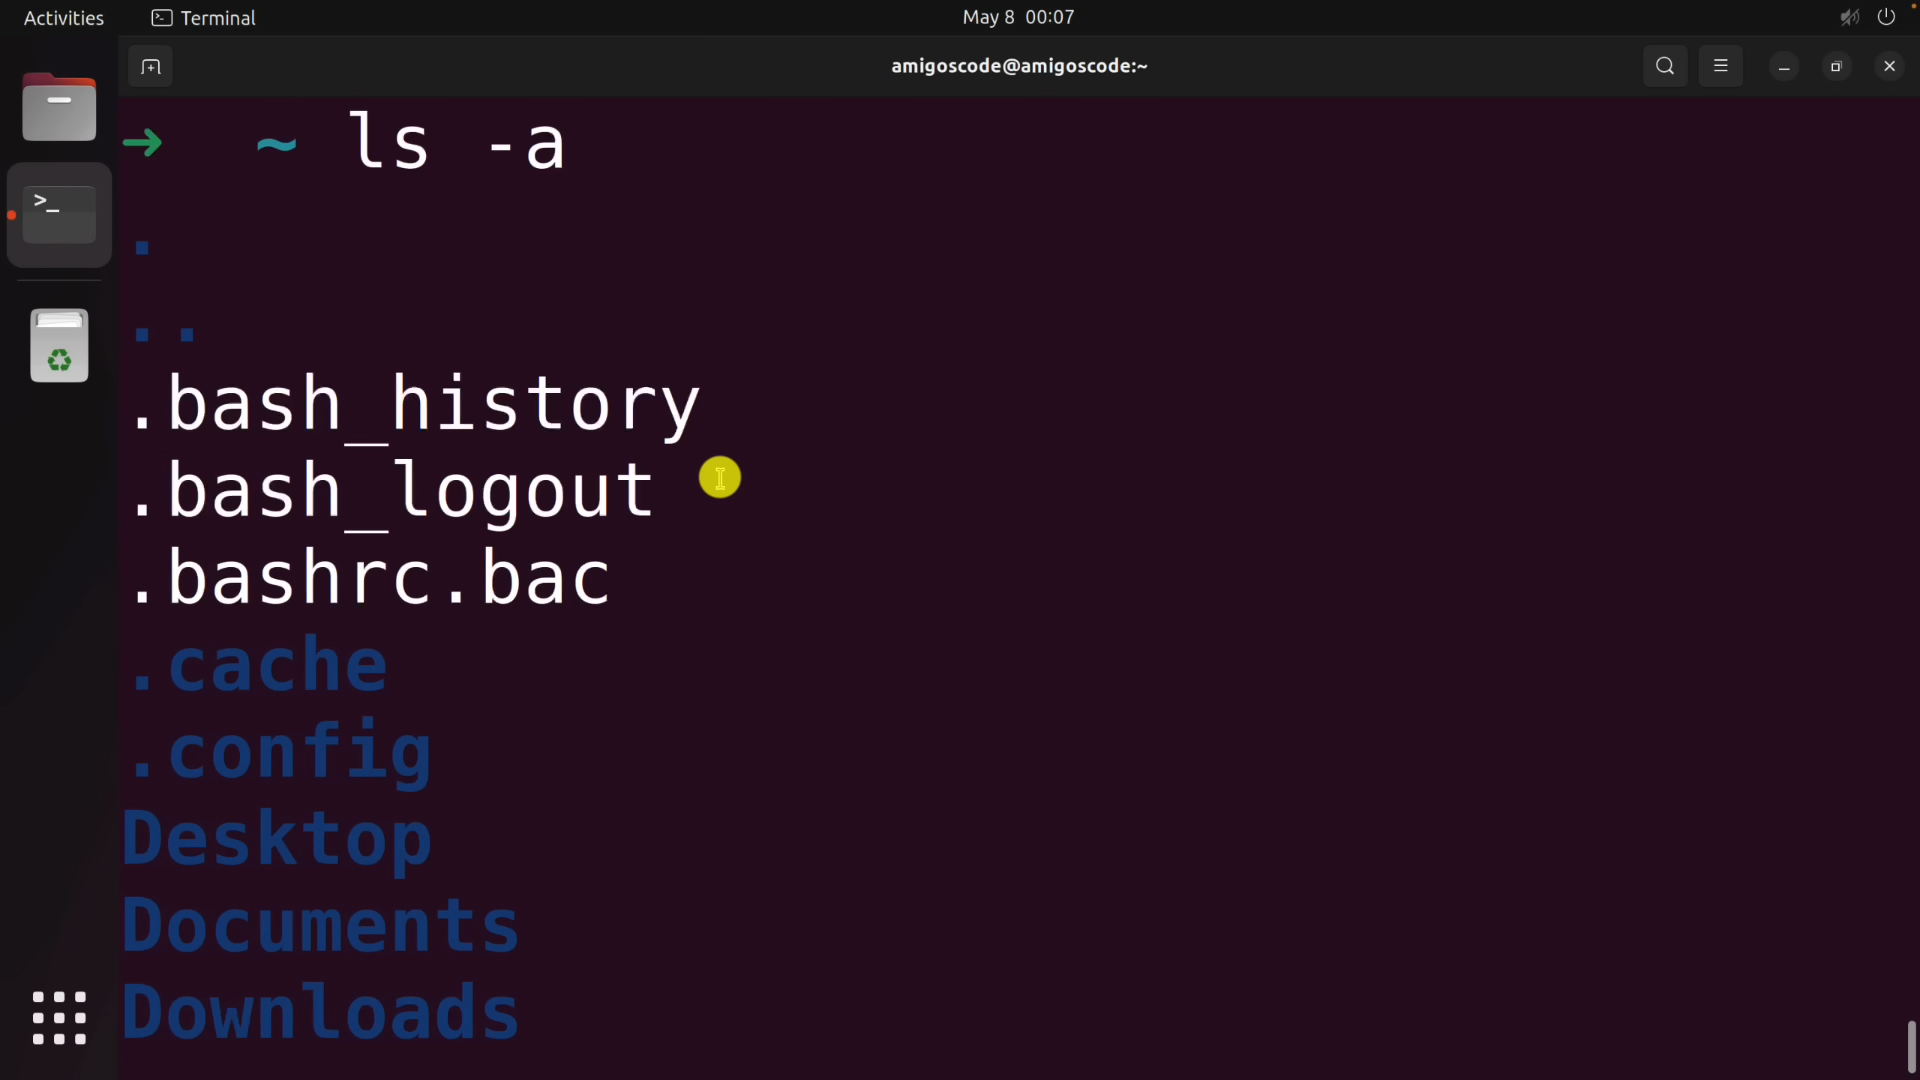 Activities Terminal May 8 00:07
amigoscode@amigoscode:~
>_
➜ ~ ls -a
.
..
.bash_history
.bash_logout
.bashrc.bac
.cache
.config
Desktop
Documents
Downloads